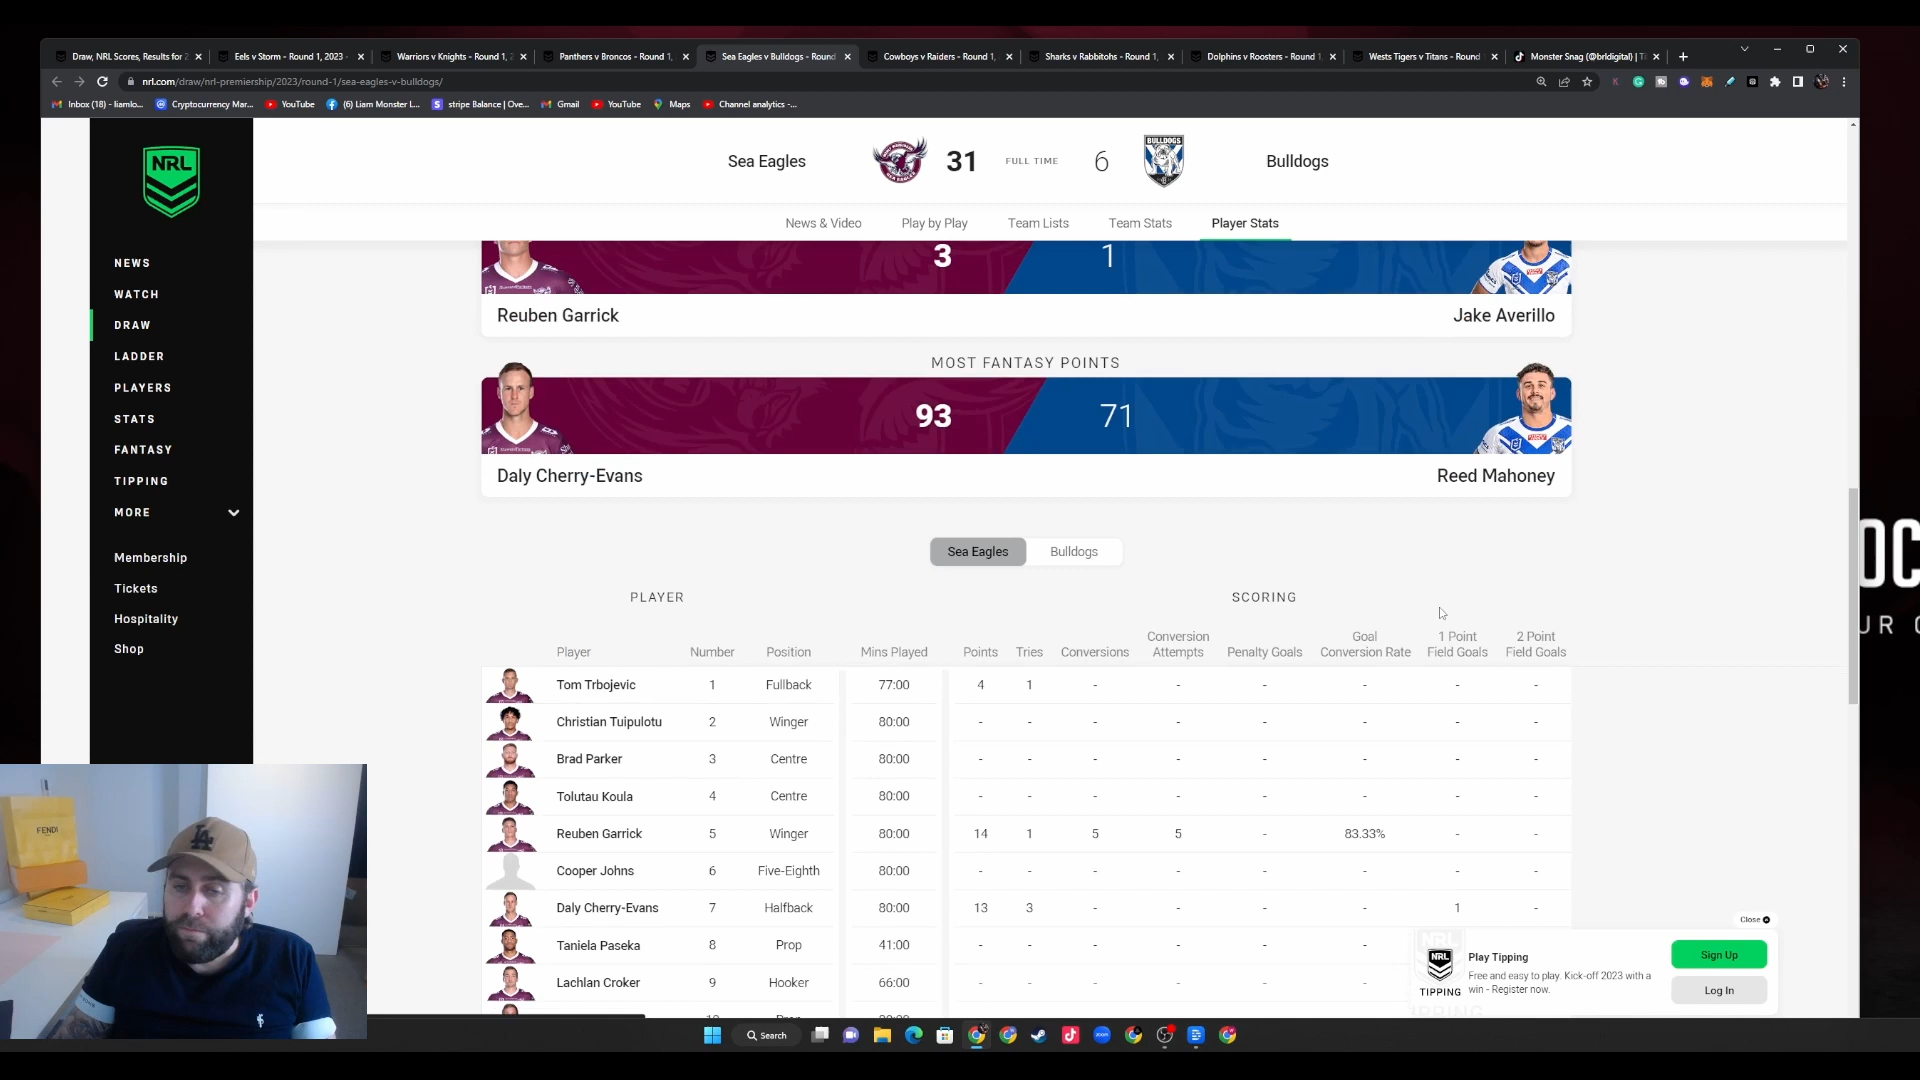 Draw, NRL Scores, Results for 2
Eels v Storm - Round 1, 2023 -
Warriors v Knights - Round 1, 2
Panthers v Broncos - Round 1,
Sea Eagles v Bulldogs - Round
Cowboys v Raiders - Round 1,
Sharks v Rabbitohs - Round 1,
Dolphins v Roosters - Round 1,
Wests Tigers v Titans - Round
Monster Snag (@brldigital) | Ti
nrl.com/draw/nrl-premiership/2023/round-1/sea-eagles-v-bulldogs/
Inbox (18) - liamlo... Cryptocurrency Mar... YouTube (6) Liam Monster L... stripe Balance | Ove... Gmail YouTube Maps Channel analytics -...
NRL
NEWS
WATCH
DRAW
LADDER
PLAYERS
STATS
FANTASY
TIPPING
MORE
Membership
Tickets
Hospitality
Shop
Sea Eagles 31 FULL TIME 6 BULLDOGS Bulldogs
News & Video Play by Play Team Lists Team Stats Player Stats
3 1
Reuben Garrick Jake Averillo
MOST FANTASY POINTS
93 71
Daly Cherry-Evans Reed Mahoney
Sea Eagles Bulldogs
PLAYER SCORING
Player Number Position Mins Played Points Tries Conversions Conversion Attempts Penalty Goals Goal Conversion Rate 1 Point Field Goals 2 Point Field Goals
Tom Trbojevic 1 Fullback 77:00 4 1 - - - - - -
Christian Tuipulotu 2 Winger 80:00 - - - - - - - -
Brad Parker 3 Centre 80:00 - - - - - - - -
Tolutau Koula 4 Centre 80:00 - - - - - - - -
Reuben Garrick 5 Winger 80:00 14 1 5 5 - 83.33% - -
Cooper Johns 6 Five-Eighth 80:00 - - - - - - - -
Daly Cherry-Evans 7 Halfback 80:00 13 3 - - - - 1 -
Taniela Paseka 8 Prop 41:00 - - - - - -
Lachlan Croker 9 Hooker 66:00 - - - - - -
Close
NRL
TIPPING
Play Tipping
Free and easy to play. Kick-off 2023 with a
win - Register now.
Sign Up
Log In
FENDI
LA
OC
UR
Search